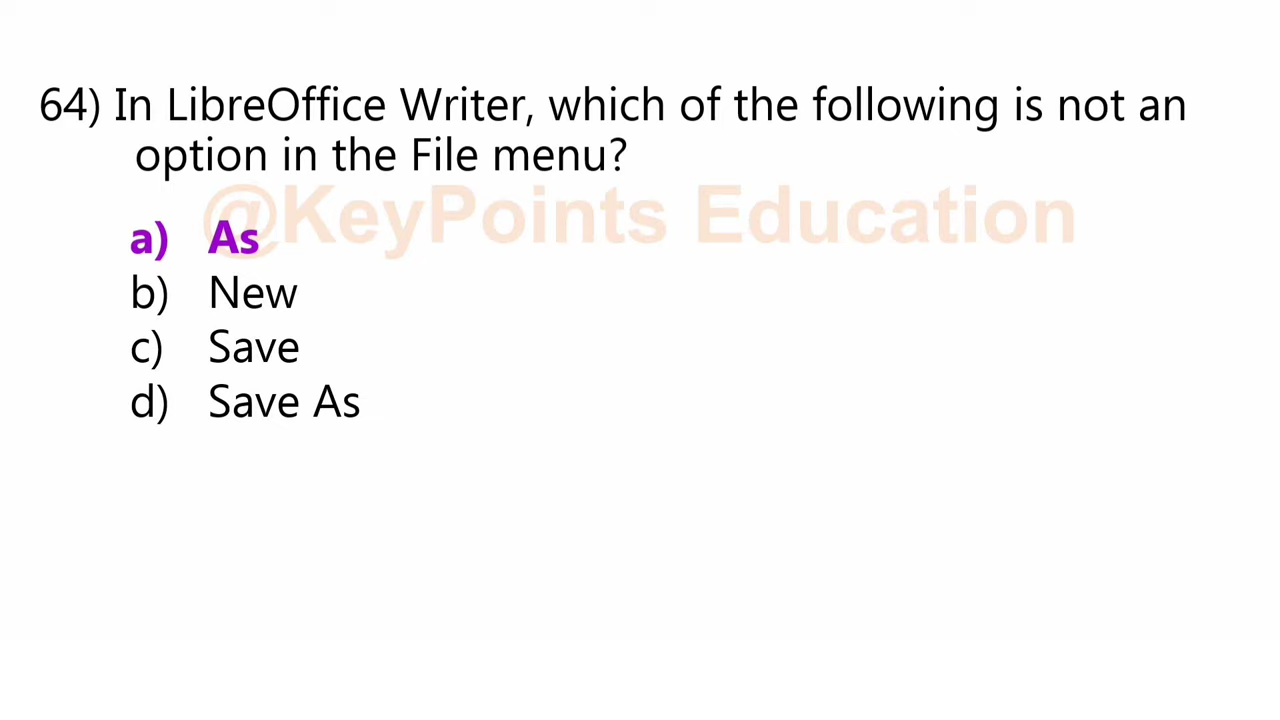 64) In LibreOffice Writer, which of the following is not an
option in the File menu?
@KeyPoints Education
a) As
b) New
c) Save
d) Save As